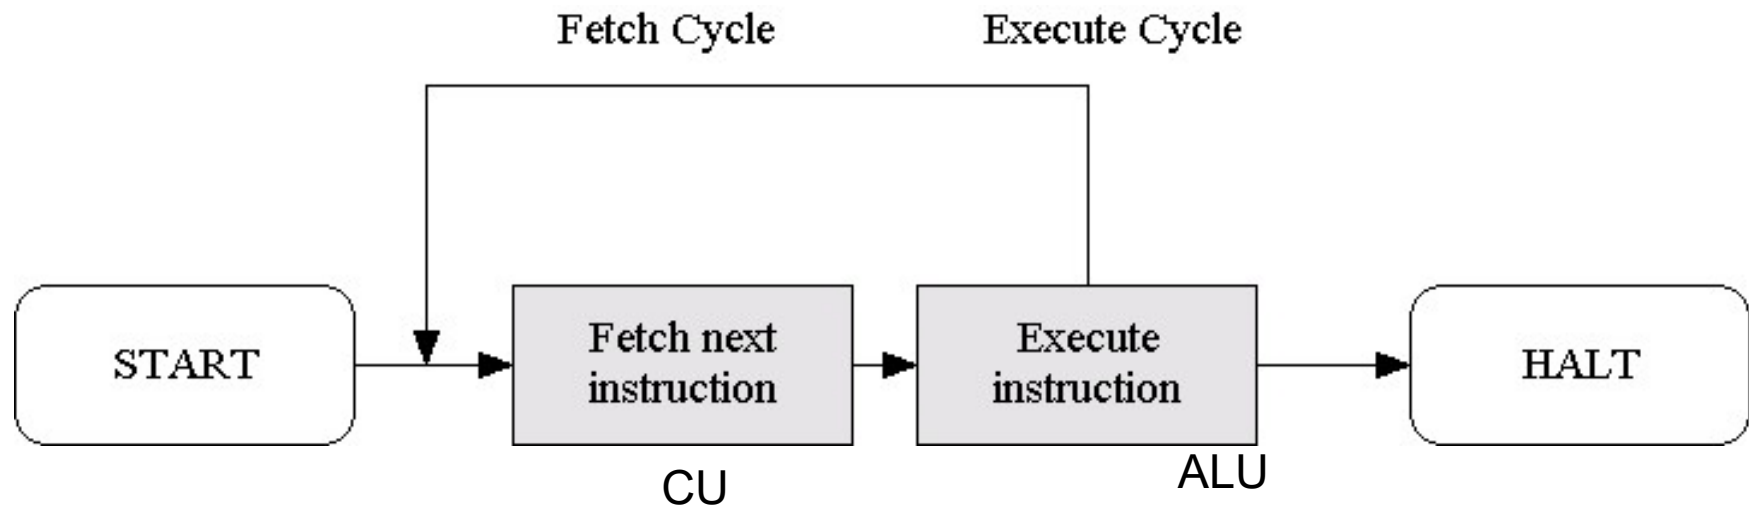 Fetch Cycle
Execute Cycle
START
Fetch next
instruction
Execute
instruction
HALT
CU
ALU